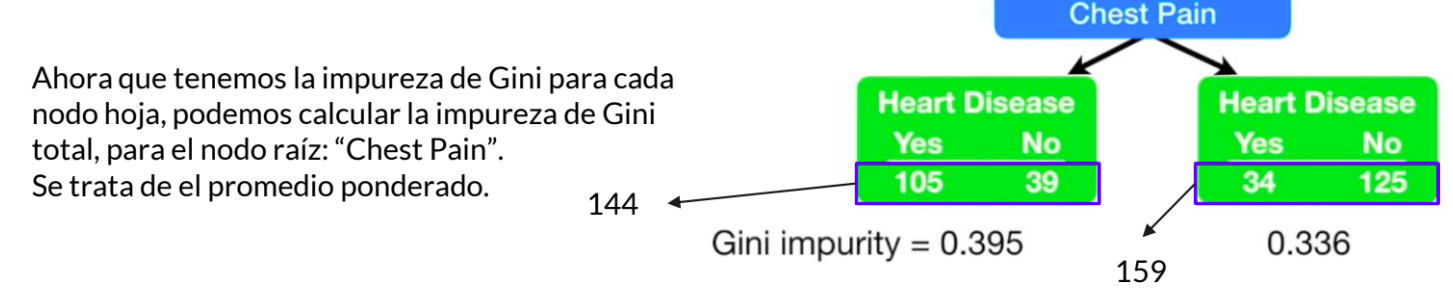 Chest Pain
Ahora que tenemos la impureza de Gini para cada
nodo hoja, podemos calcular la impureza de Gini
total, para el nodo raíz: “Chest Pain”.
Se trata de el promedio ponderado.
144
Heart Disease
Yes No
105 39
Heart Disease
Yes No
34 125
Gini impurity = 0.395
0.336
159